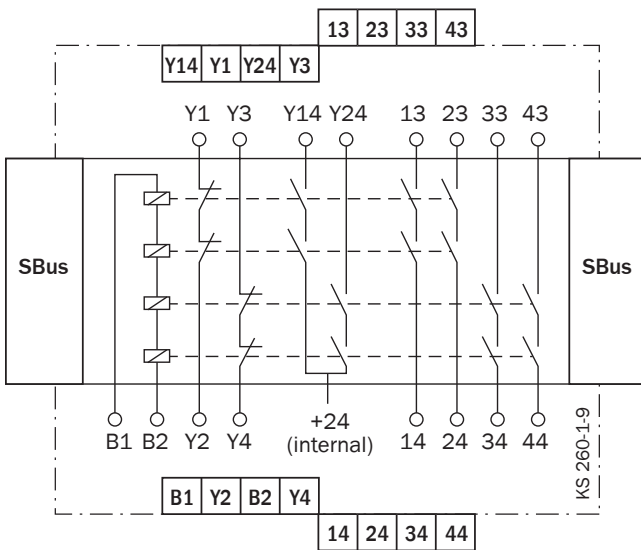 13 23 33 43
Y14 Y1 Y24 Y3
Y1 Y3 Y14 Y24 13 23 33 43
SBus
SBus
B1 B2 Y2 Y4 +24 14 24 34 44
(internal)
KS 260-1-9
B1 Y2 B2 Y4
14 24 34 44